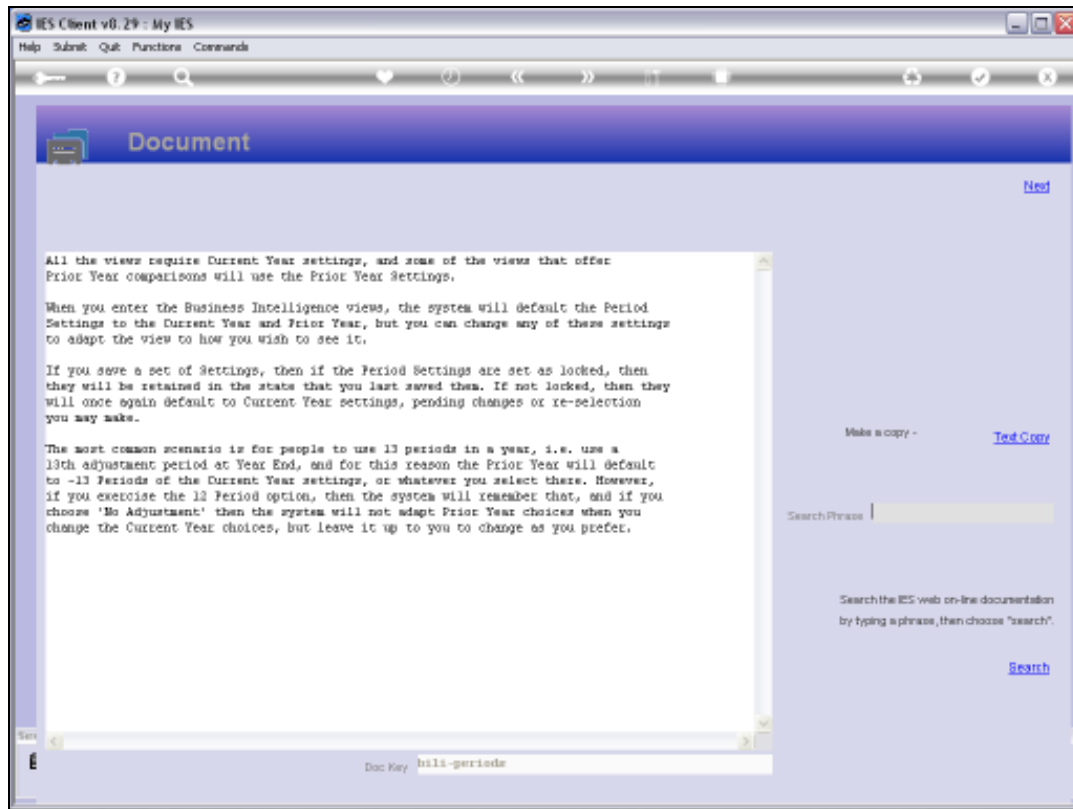 IES Client v8.29 : My IES
Help Submit Quit Functions Commands
Document
Next
All the views require Current Year settings, and some of the views that offer
Prior Year comparisons will use the Prior Year Settings.
When you enter the Business Intelligence views, the system will default the Period
Settings to the Current Year and Prior Year, but you can change any of these settings
to adapt the view to how you wish to see it.
If you save a set of Settings, then if the Period Settings are set as locked, then
they will be retained in the state that you last saved them. If not locked, then they
will once again default to Current Year settings, pending changes or re-selection
you may make.
The most common scenario is for people to use 13 periods in a year, i.e. use a
13th adjustment period at Year End, and for this reason the Prior Year will default
to -13 Periods of the Current Year settings, or whatever you select there. However,
if you exercise the 12 Period option, then the system will remember that, and if you
choose 'No Adjustment' then the system will not adapt Prior Year choices when you
change the Current Year choices, but leave it up to you to change as you prefer.
Make a copy -
Text Copy
Search Phrase
Search the IES web on-line documentation
by typing a phrase, then choose "search".
Search
Doc Key bili-periods